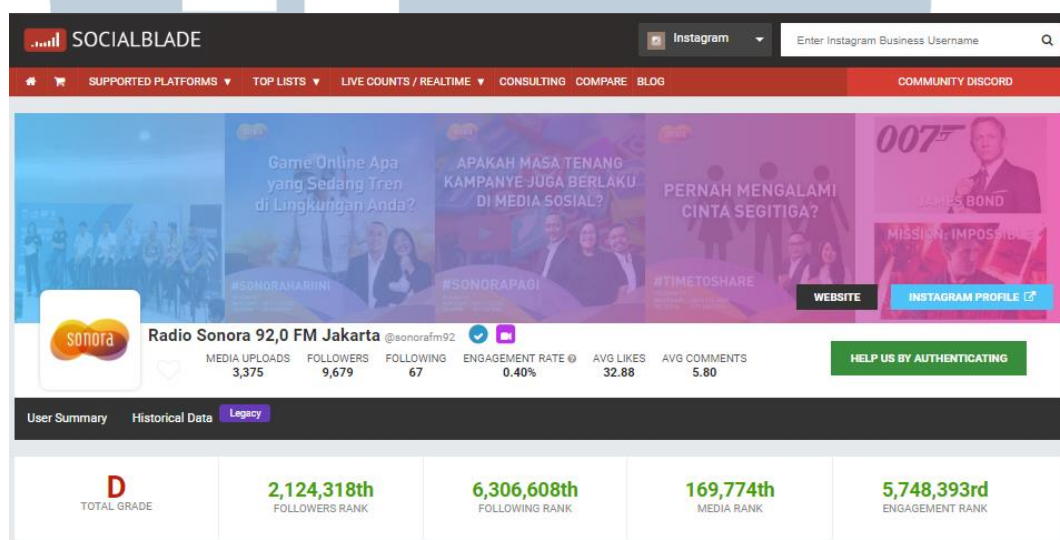 SOCIALBLADE
Instagram
Enter Instagram Business Username
SUPPORTED PLATFORMS ▼ TOP LISTS ▼ LIVE COUNTS / REALTIME ▼ CONSULTING COMPARE BLOG COMMUNITY DISCORD
Game Online Apa
yang Sedang Tren
di Lingkungan Anda?
#SONORAHARIINI
APAKAH MASA TENANG
KAMPANYE JUGA BERLAKU
DI MEDIA SOSIAL?
#SONORAPAGI
PERNAH MENGALAMI
CINTA SEGITIGA?
#TIMETOSHARE
007
JAMES BOND
MISSION: IMPOSSIBLE
WEBSITE INSTAGRAM PROFILE
sonora
Radio Sonora 92,0 FM Jakarta @sonorafm92
MEDIA UPLOADS FOLLOWERS FOLLOWING ENGAGEMENT RATE AVG LIKES AVG COMMENTS
3,375 9,679 67 0.40% 32.88 5.80
HELP US BY AUTHENTICATING
User Summary Historical Data Legacy
D 2,124,318th 6,306,608th 169,774th 5,748,393rd
TOTAL GRADE FOLLOWERS RANK FOLLOWING RANK MEDIA RANK ENGAGEMENT RANK